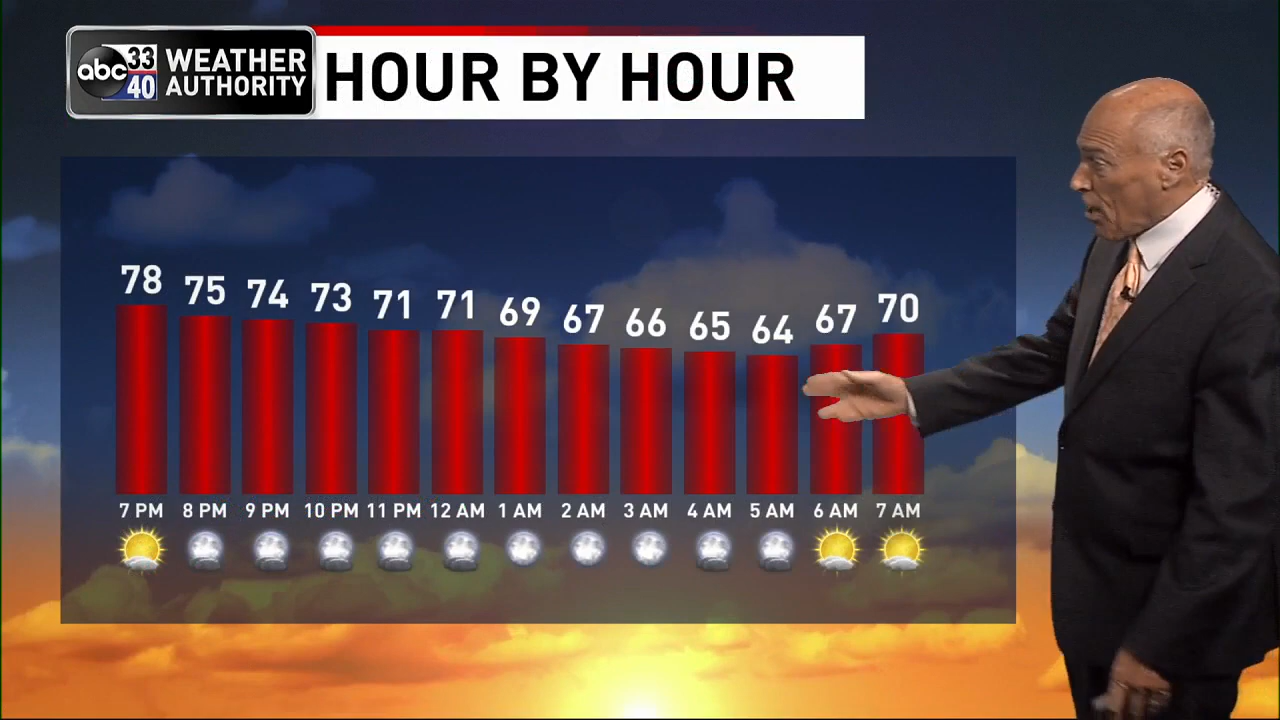 abc 33 40 WEATHER AUTHORITY
HOUR BY HOUR
78 75 74 73 71 71 69 67 66 65 64 67 70
7 PM 8 PM 9 PM 10 PM 11 PM 12 AM 1 AM 2 AM 3 AM 4 AM 5 AM 6 AM 7 AM